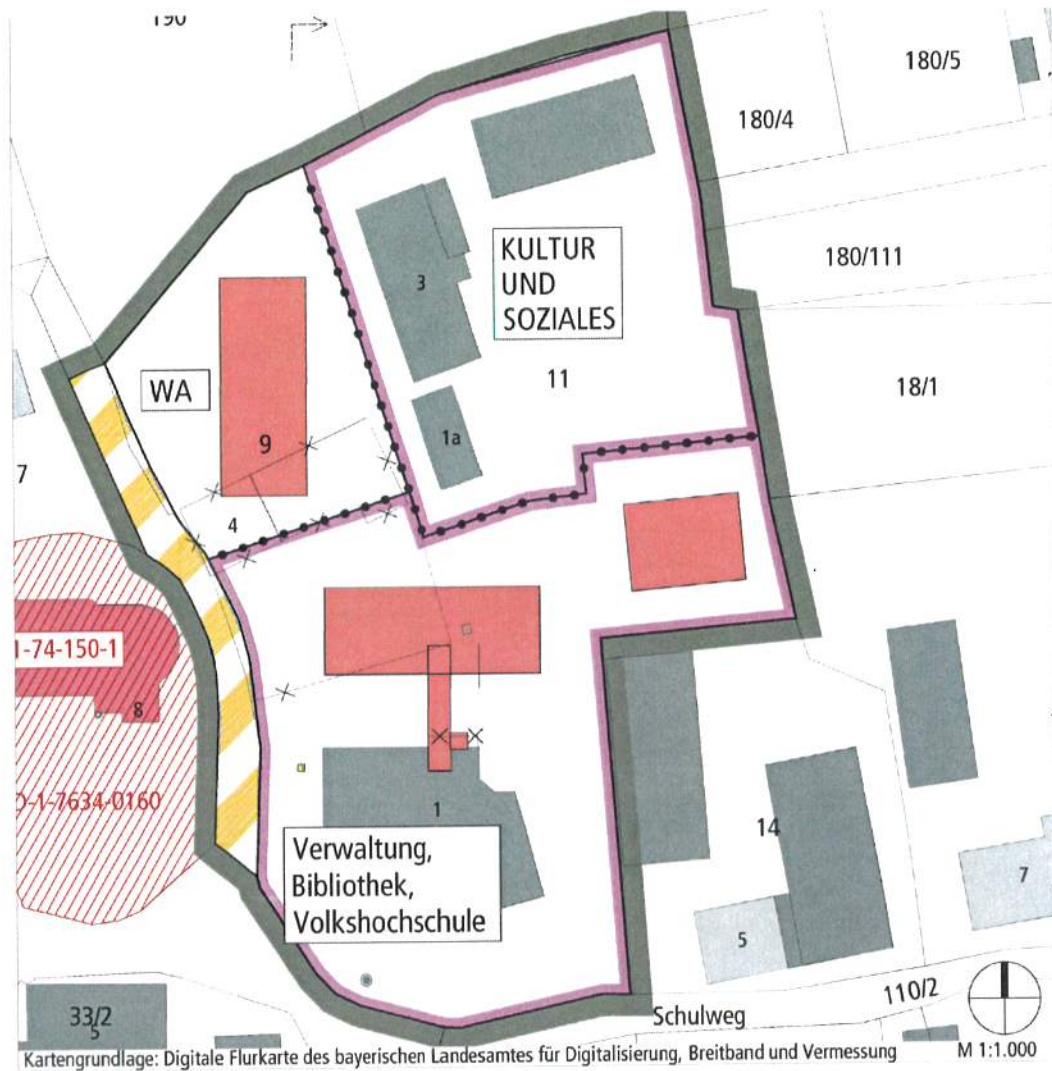 190
180/5
180/4
KULTUR
UND
SOZIALES
180/111
3
WA
11
18/1
1a
9
7
4
1-74-150-1
8
D-1-7634-0160
1
14
Verwaltung,
Bibliothek,
Volkshochschule
7
5
110/2
33/2
5
Schulweg
Kartengrundlage: Digitale Flurkarte des bayerischen Landesamtes für Digitalisierung, Breitband und Vermessung
M 1:1.000